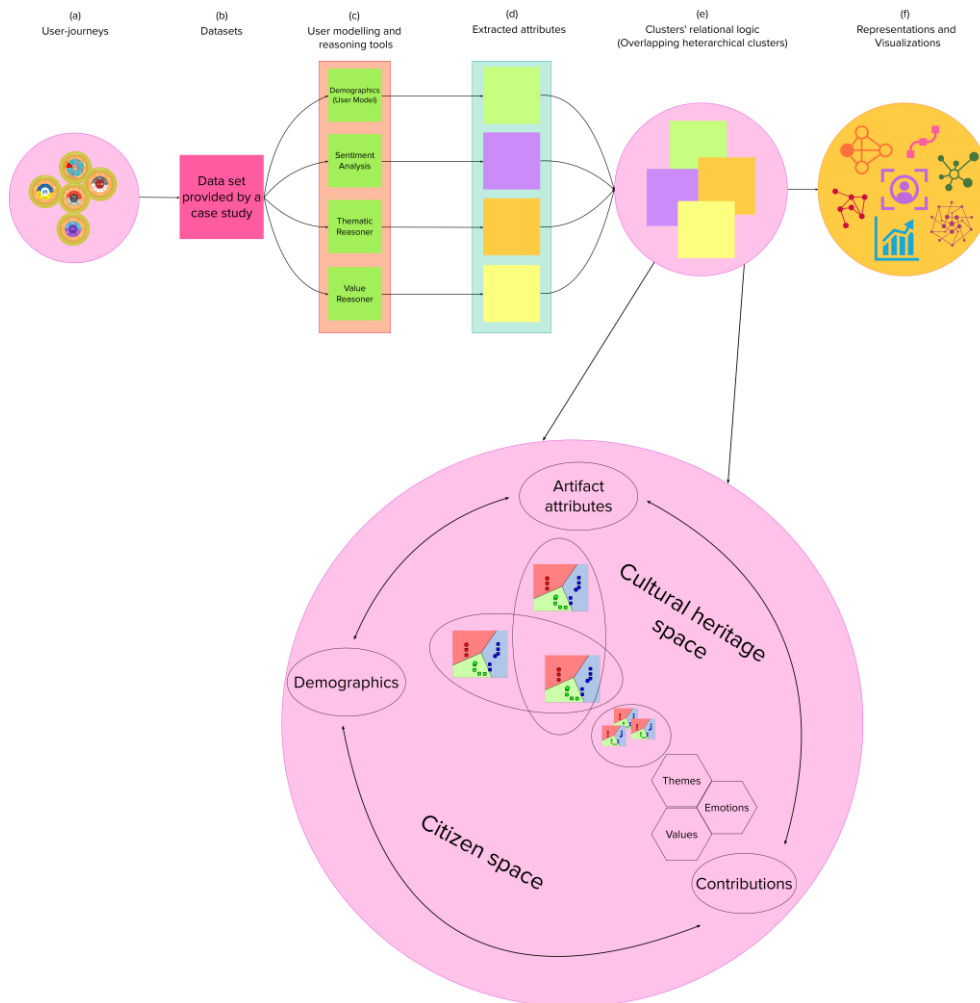 (a)
User-journeys
(b)
Datasets
(c)
User modelling and
reasoning tools
(d)
Extracted attributes
(e)
Clusters' relational logic
(Overlapping heterarchical clusters)
(f)
Representations and
Visualizations
Data set
provided by a
case study
Demographics
(User Model)
Sentiment
Analysis
Thematic
Reasoner
Value
Reasoner
Artifact
attributes
Cultural heritage
space
Demographics
Themes
Emotions
Values
Citizen space
Contributions